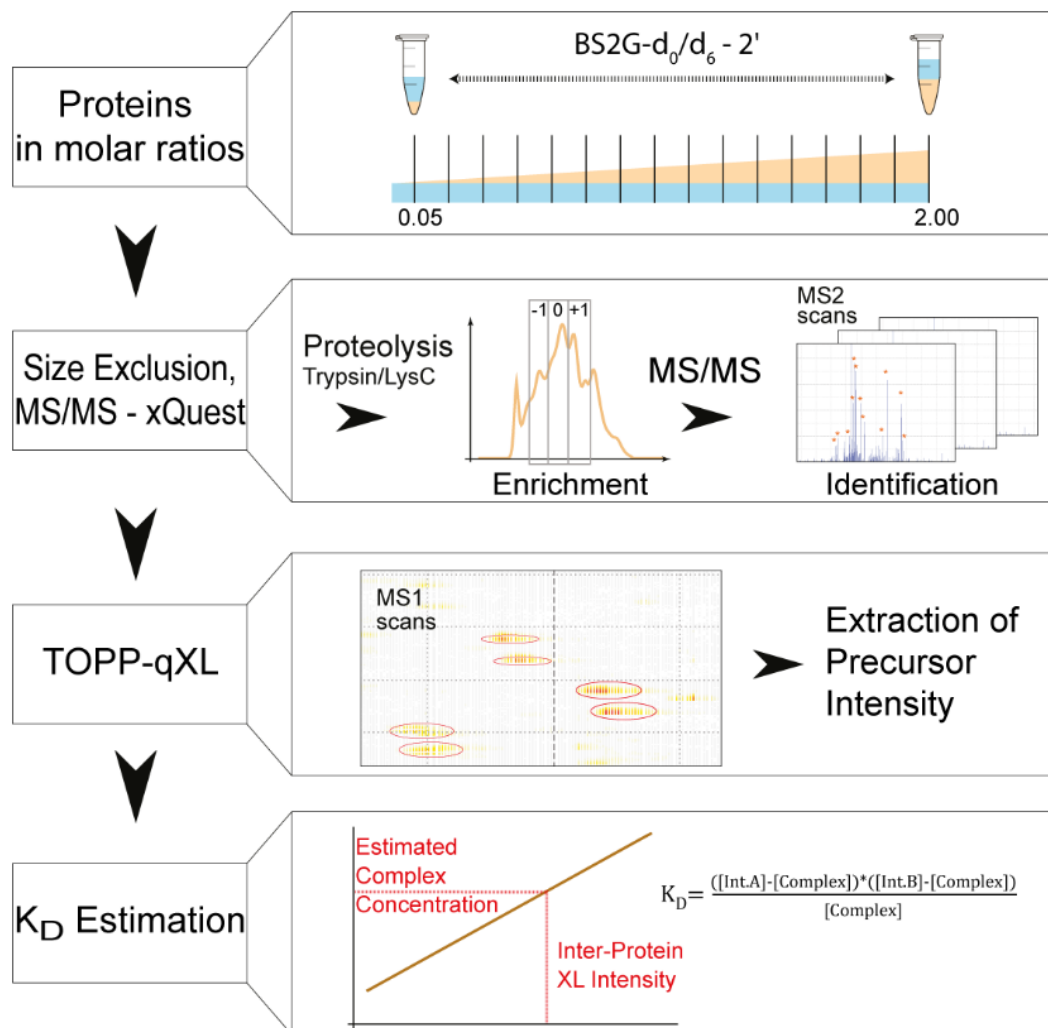 Proteins
in molar ratios
BS2G-d0/d6 - 2'
0.05
2.00
Size Exclusion,
MS/MS - xQuest
Proteolysis
Trypsin/LysC
-1 0 +1
Enrichment
MS/MS
MS2
scans
Identification
TOPP-qXL
MS1
scans
Extraction of
Precursor
Intensity
KD Estimation
Estimated
Complex
Concentration
Inter-Protein
XL Intensity
KD= ([Int.A]-[Complex])*([Int.B]-[Complex])
[Complex]